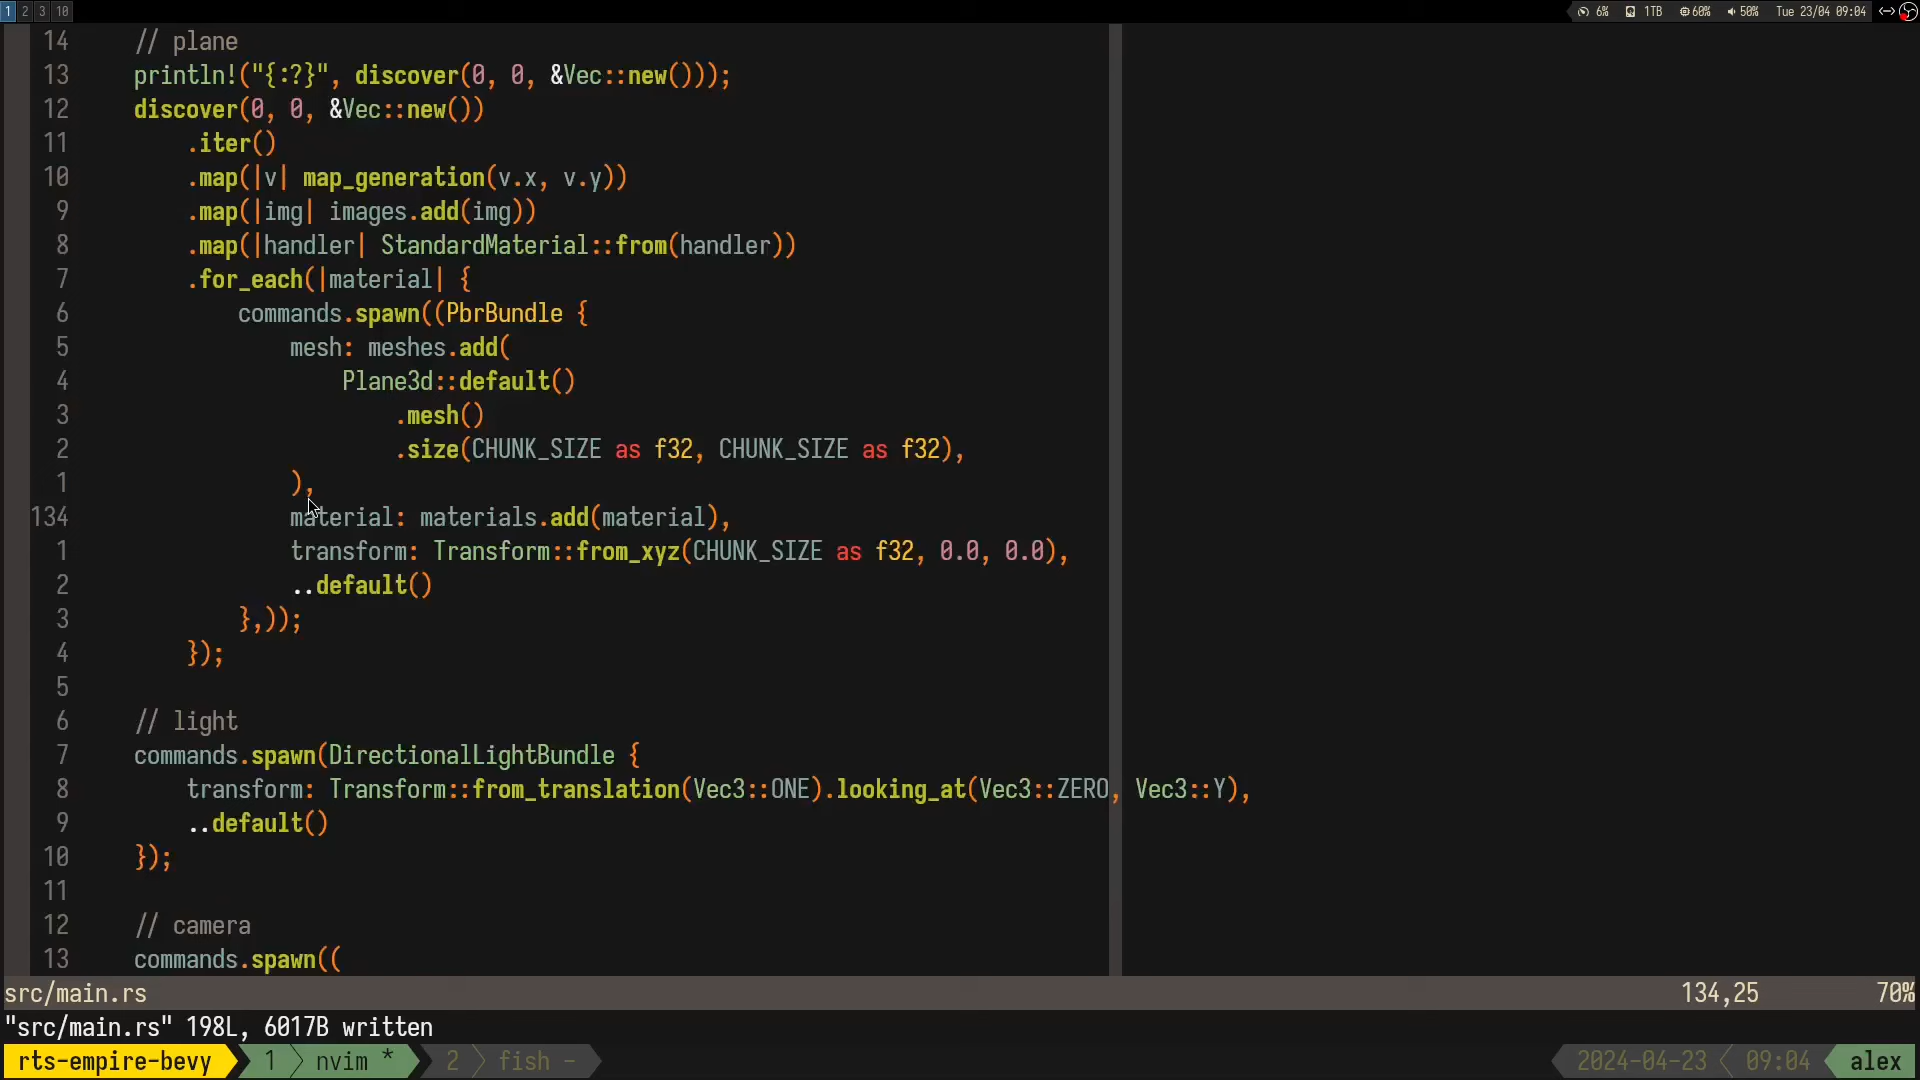 1 2 3 10 6% 1TB 60% 50% Tue 23/04 09:04
14 // plane
13 println!("{:?}", discover(0, 0, &Vec::new()));
12 discover(0, 0, &Vec::new())
11 .iter()
10 .map(|v| map_generation(v.x, v.y))
9 .map(|img| images.add(img))
8 .map(|handler| StandardMaterial::from(handler))
7 .for_each(|material| {
6 commands.spawn((PbrBundle {
5 mesh: meshes.add(
4 Plane3d::default()
3 .mesh()
2 .size(CHUNK_SIZE as f32, CHUNK_SIZE as f32),
1 ),
134 material: materials.add(material),
1 transform: Transform::from_xyz(CHUNK_SIZE as f32, 0.0, 0.0),
2 ..default()
3 },));
4 });
5
6 // light
7 commands.spawn(DirectionalLightBundle {
8 transform: Transform::from_translation(Vec3::ONE).looking_at(Vec3::ZERO, Vec3::Y),
9 ..default()
10 });
11
12 // camera
13 commands.spawn((
src/main.rs 134,25 70%
"src/main.rs" 198L, 6017B written
rts-empire-bevy 1 nvim * 2 fish - 2024-04-23 09:04 alex